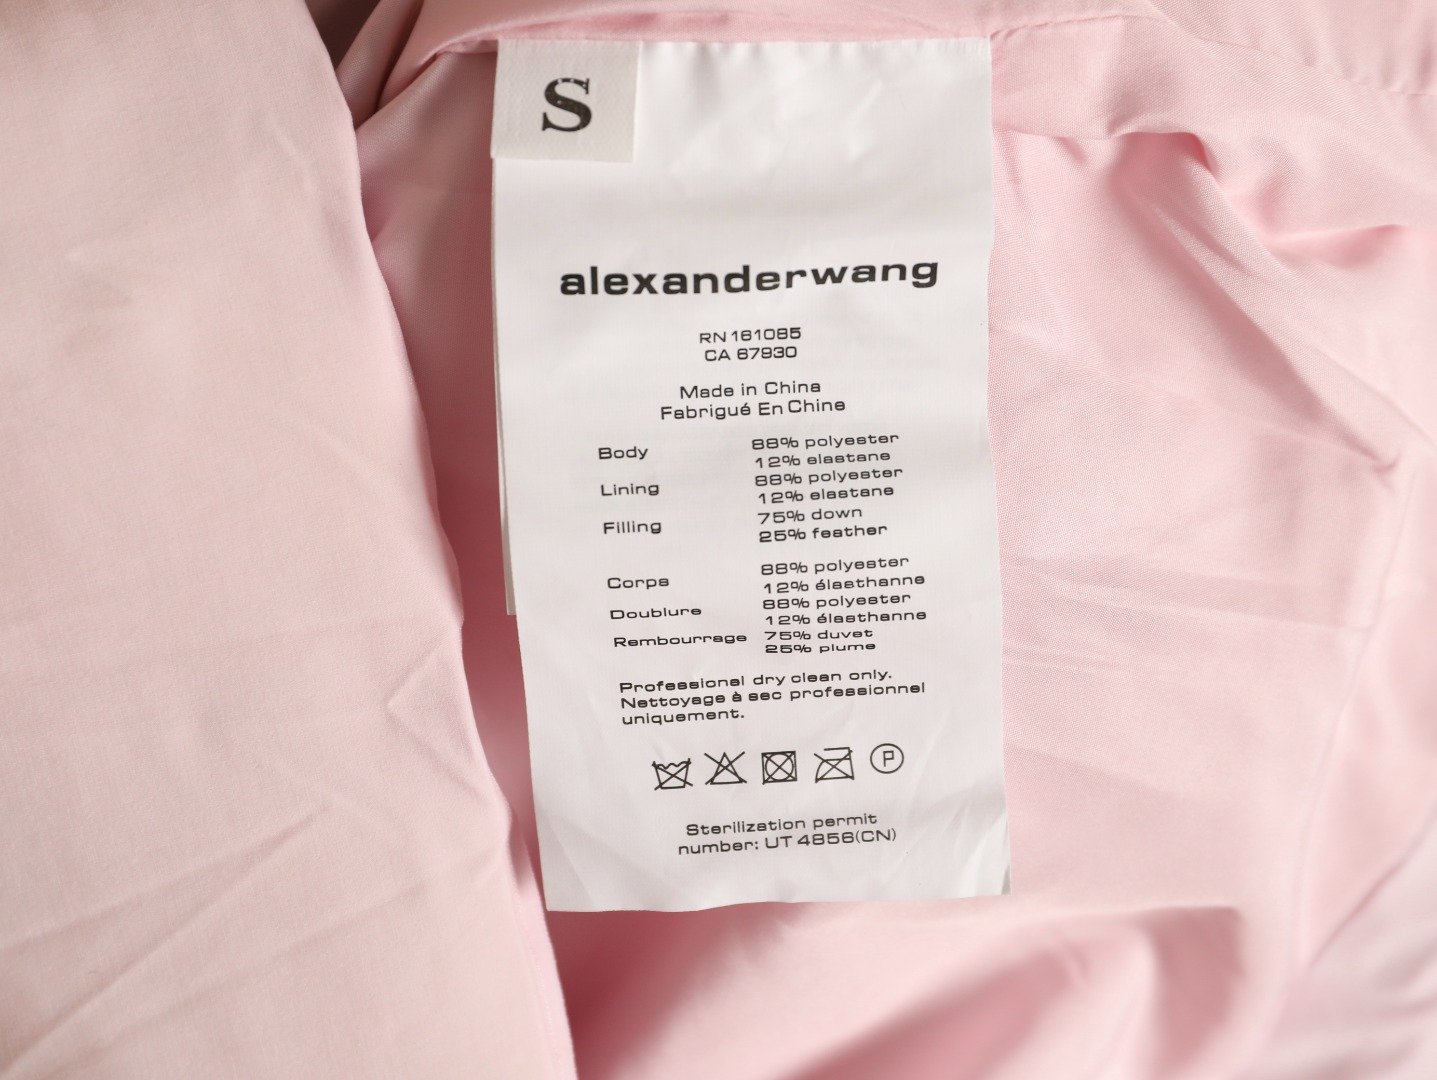 S
alexanderwang
RN 161085
CA 67930
Made in China
Fabrigué En Chine
Body 88% polyester
12% elastane
Lining 88% polyester
12% elastane
Filling 75% down
25% feather
Corps 88% polyester
12% élasthanne
Doublure 88% polyester
12% élasthanne
Rembourrage 75% duvet
25% plume
Professional dry clean only.
Nettoyage à sec professionnel
uniquement.
P
Sterilization permit
number: UT 4856(CN)